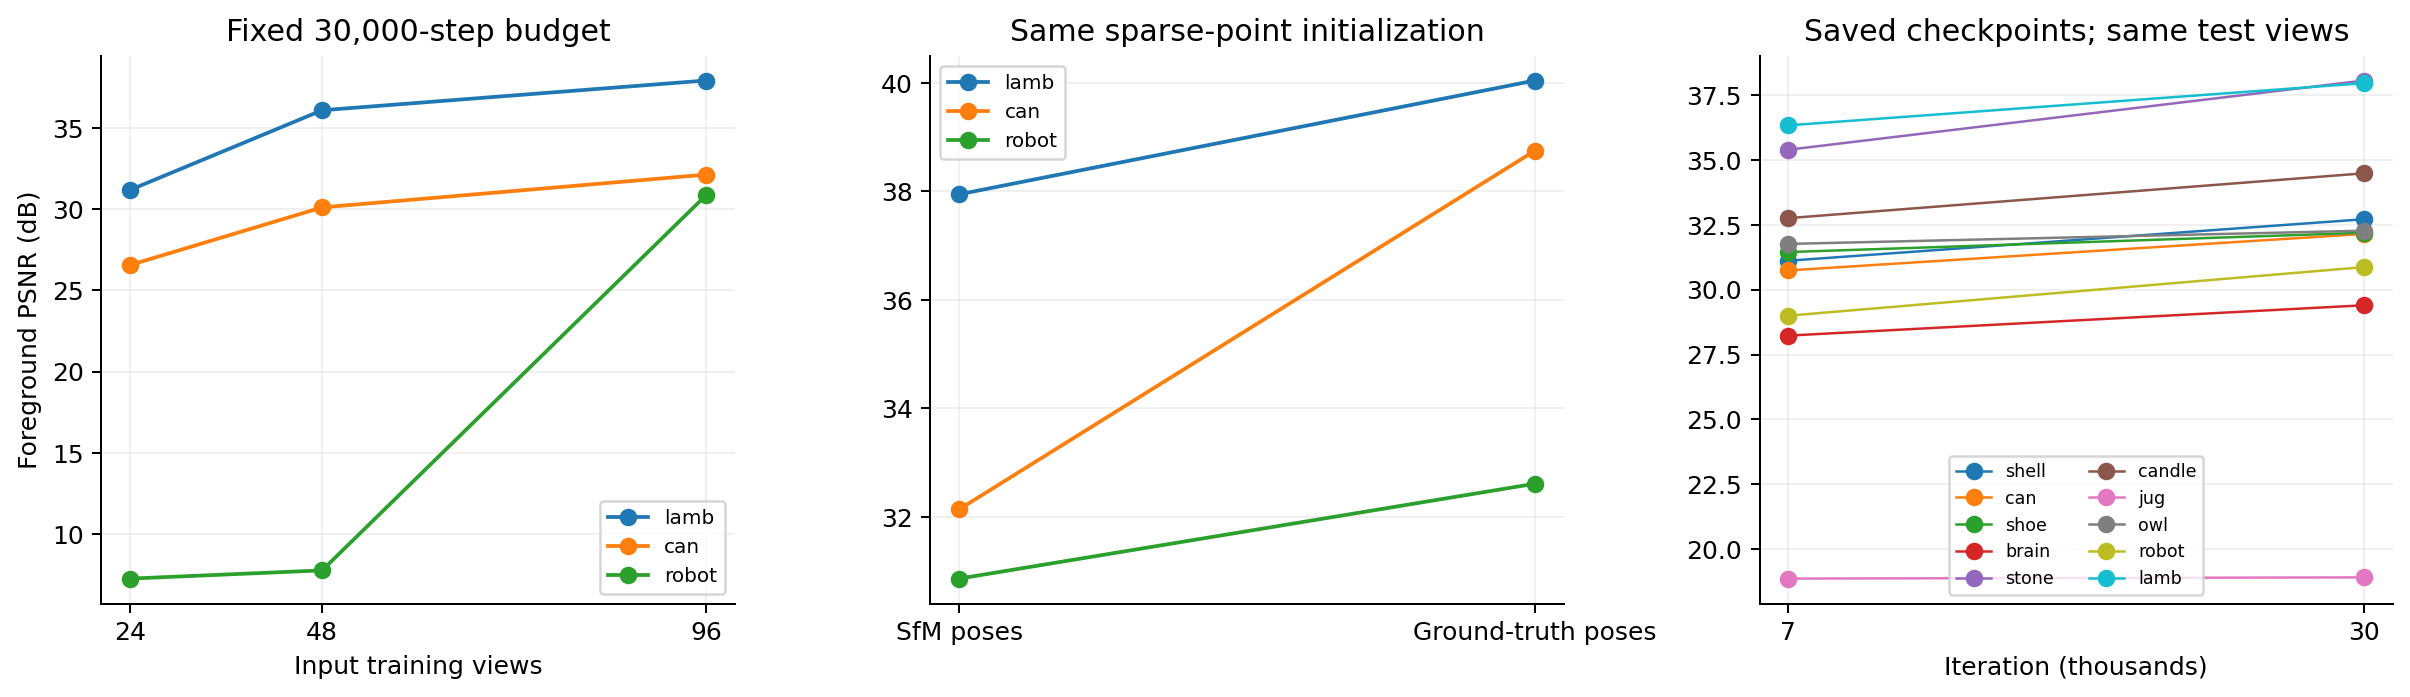 Fixed 30,000-step budget
Foreground PSNR (dB)
35
30
25
20
15
10
lamb
can
robot
24
48
96
Input training views
Same sparse-point initialization
lamb
can
robot
40
38
36
34
32
SfM poses
Ground-truth poses
Saved checkpoints; same test views
37.5
35.0
32.5
30.0
27.5
25.0
22.5
20.0
shell
can
shoe
brain
stone
candle
jug
owl
robot
lamb
7
30
Iteration (thousands)